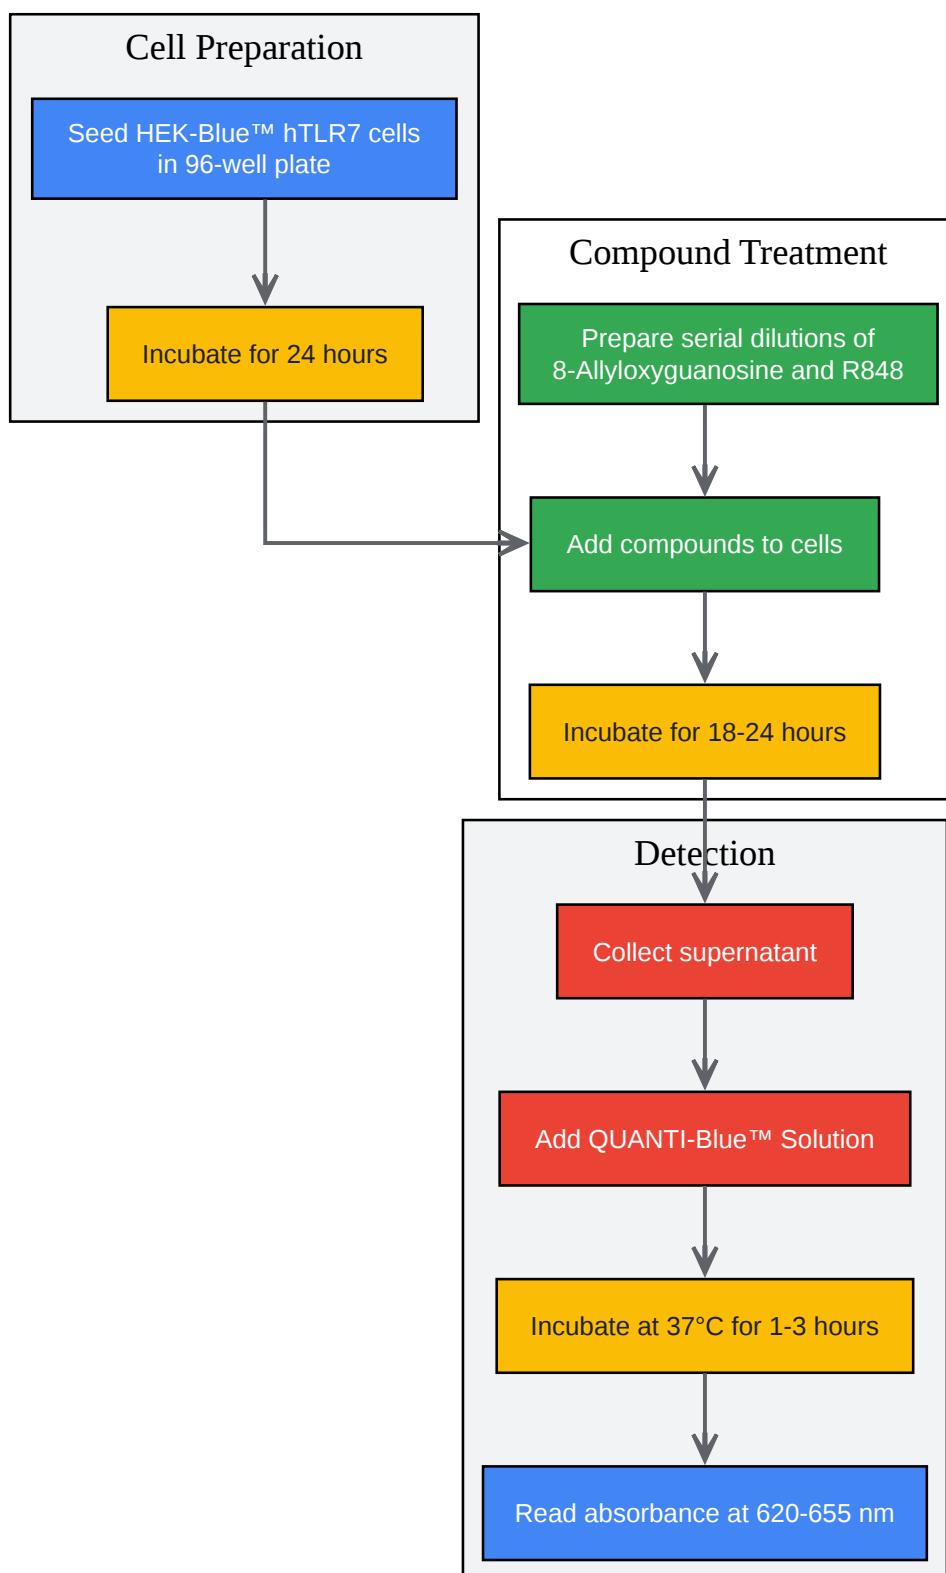 Cell Preparation
Seed HEK-Blue™ hTLR7 cells
in 96-well plate
Incubate for 24 hours
Compound Treatment
Prepare serial dilutions of
8-Allyloxyguanosine and R848
Add compounds to cells
Incubate for 18-24 hours
Detection
Collect supernatant
Add QUANTI-Blue™ Solution
Incubate at 37°C for 1-3 hours
Read absorbance at 620-655 nm